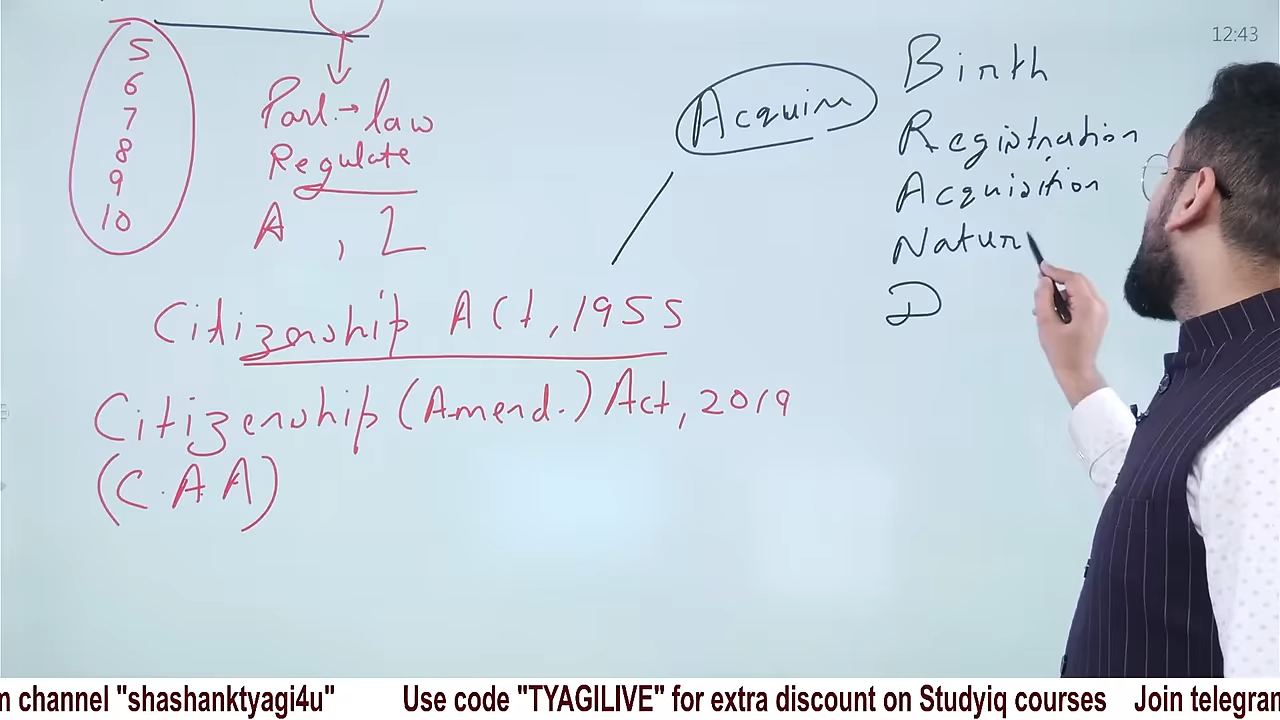 12:43
5
6
7
8
9
10
Parl. → law
Regulate
A , 2
Citizenship Act, 1955
Citizenship (Amend.) Act, 2019
(C.A.A)
Acquire
Birth
Registration
Acquisition
Natur
D
m channel "shashanktyagi4u" Use code "TYAGILIVE" for extra discount on Studyiq courses Join telegram